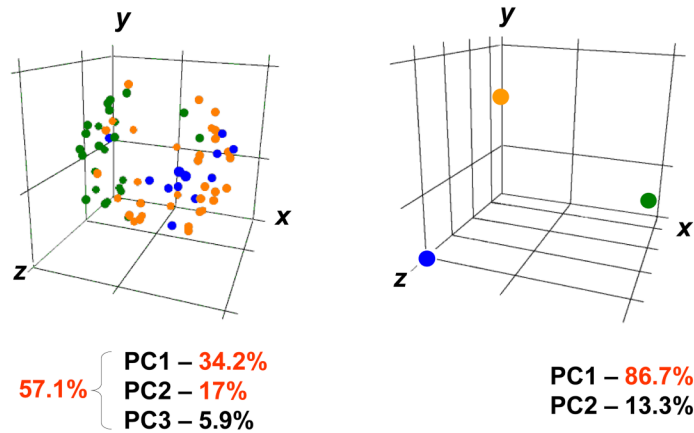 y
x
z
57.1%
PC1 – 34.2%
PC2 – 17%
PC3 – 5.9%
y
x
z
PC1 – 86.7%
PC2 – 13.3%